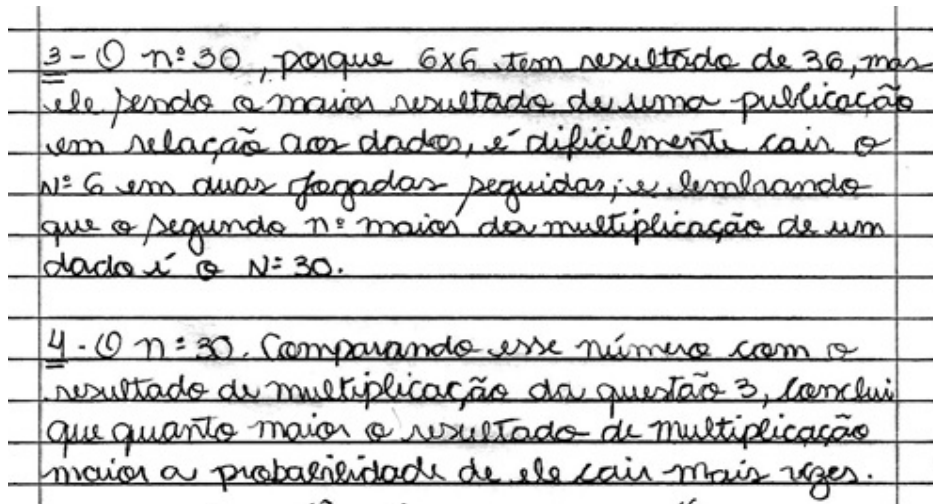 3 - O nº 30, porque 6x6 tem resultado de 36, mas
ele sendo o maior resultado de uma publicação
em relação aos dados, é dificilmente cair o
Nº 6 em duas jogadas seguidas; e lembrando
que o segundo nº maior da multiplicação de um
dado é o Nº 30.
4 - O nº 30. Comparando esse número com o
resultado de multiplicação da questão 3, conclui
que quanto maior o resultado de multiplicação
maior a probabilidade de ele cair mais vezes.